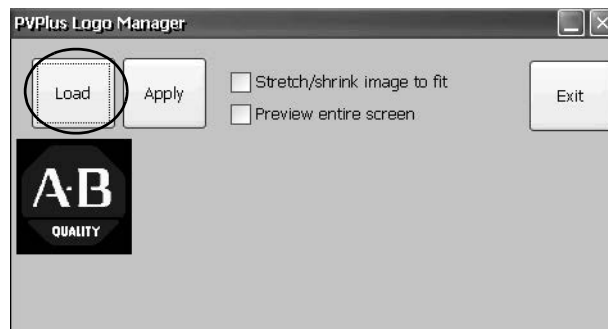 PVPlus Logo Manager
Load
Apply
Stretch/shrink image to fit
Preview entire screen
Exit
A·B
QUALITY